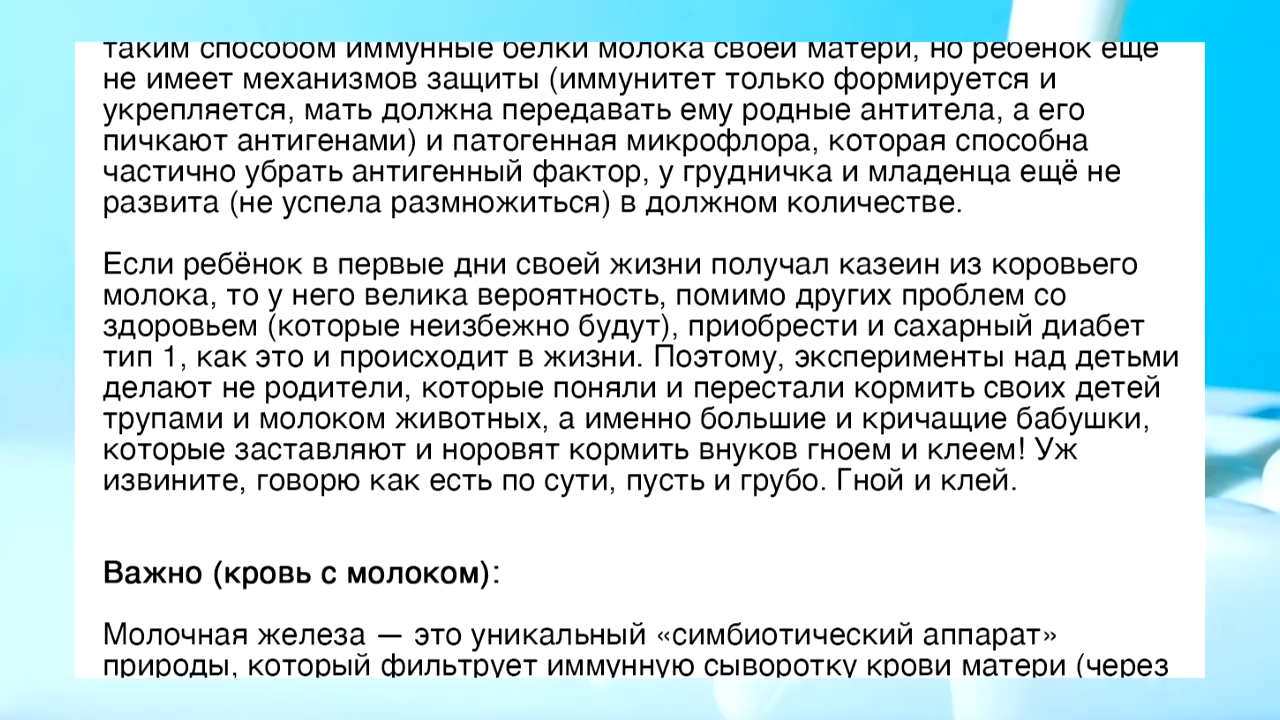 таким способом иммунные белки молока своей матери, но ребёнок ещё
не имеет механизмов защиты (иммунитет только формируется и
укрепляется, мать должна передавать ему родные антитела, а его
пичкают антигенами) и патогенная микрофлора, которая способна
частично убрать антигенный фактор, у грудничка и младенца ещё не
развита (не успела размножиться) в должном количестве.
Если ребёнок в первые дни своей жизни получал казеин из коровьего
молока, то у него велика вероятность, помимо других проблем со
здоровьем (которые неизбежно будут), приобрести и сахарный диабет
тип 1, как это и происходит в жизни. Поэтому, эксперименты над детьми
делают не родители, которые поняли и перестали кормить своих детей
трупами и молоком животных, а именно большие и кричащие бабушки,
которые заставляют и норовят кормить внуков гноем и клеем! Уж
извините, говорю как есть по сути, пусть и грубо. Гной и клей.
Важно (кровь с молоком):
Молочная железа — это уникальный «симбиотический аппарат»
природы, который фильтрует иммунную сыворотку крови матери (через